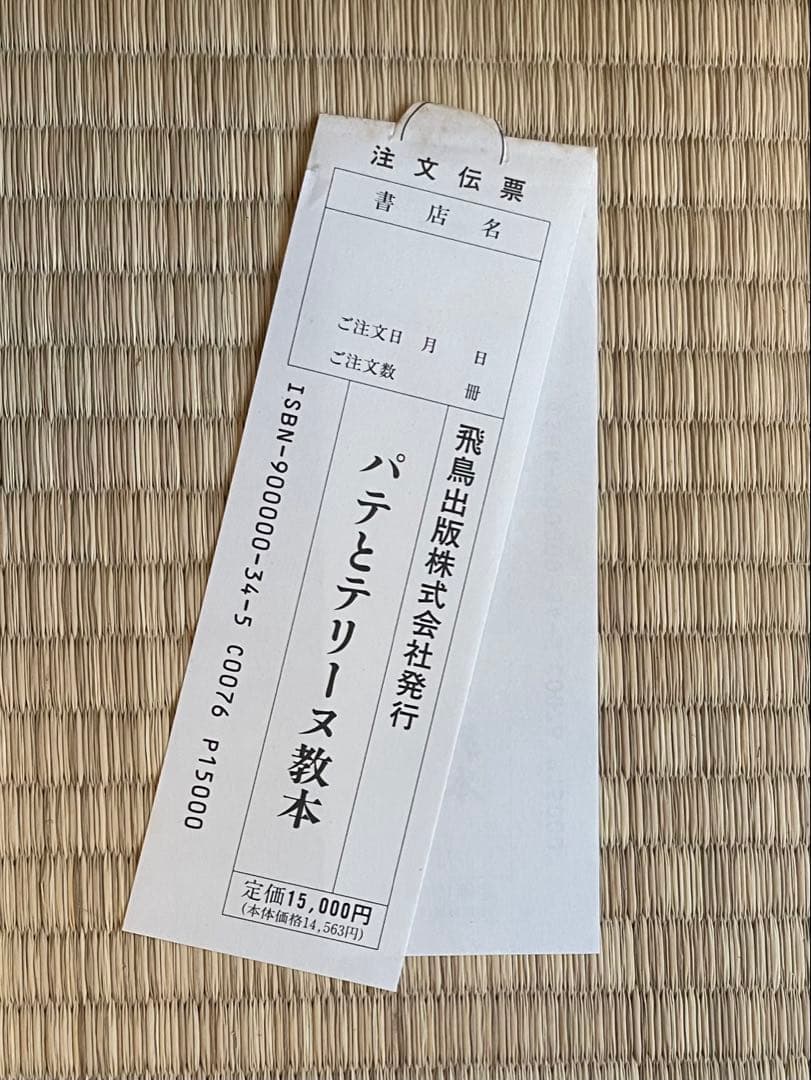 注文伝票
書店名
ご注文日 月 日
ご注文数 冊
飛鳥出版株式会社発行
パテとテリーヌ教本
定価15,000円
(本体価格14,563円)
ISBN-900000-34-5 C0076 P15000